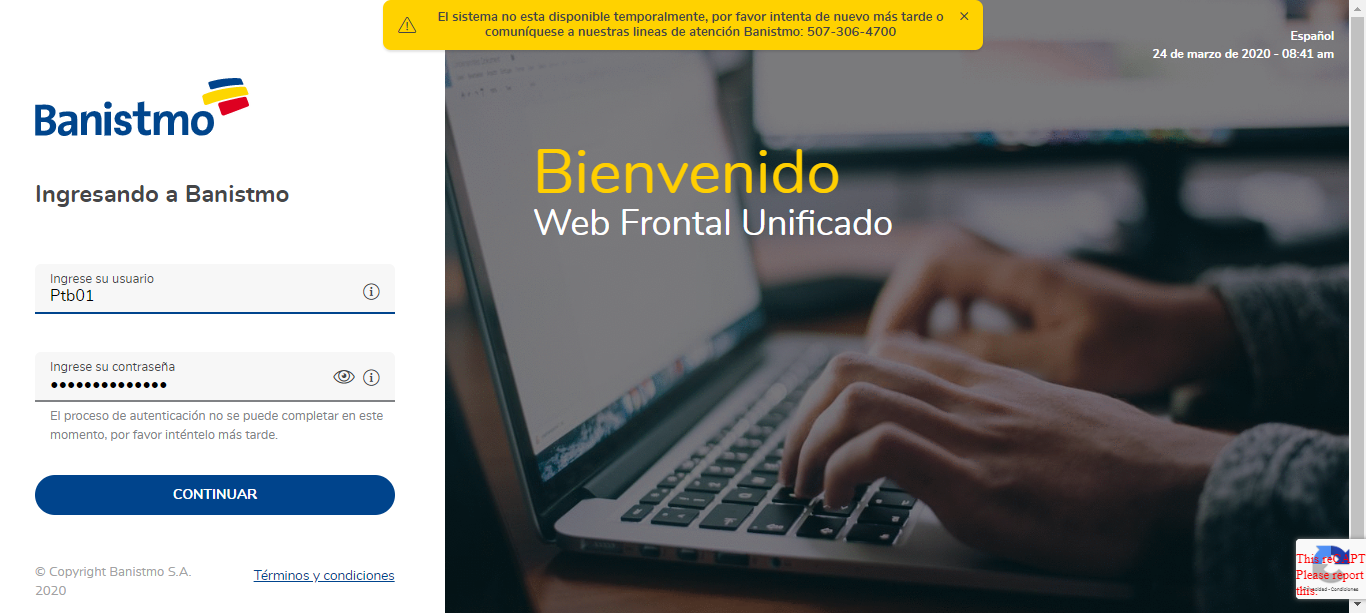 El sistema no esta disponible temporalmente, por favor intenta de nuevo más tarde o
comuníquese a nuestras lineas de atención Banistmo: 507-306-4700
Español
24 de marzo de 2020 - 08:41 am
Banistmo
Ingresando a Banistmo
Bienvenido
Web Frontal Unificado
Ingrese su usuario
Ptb01
Ingrese su contraseña
••••••••••••••
El proceso de autenticación no se puede completar en este
momento, por favor inténtelo más tarde.
CONTINUAR
© Copyright Banistmo S.A.
2020
Términos y condiciones
This
Please report
this.
Condiciones